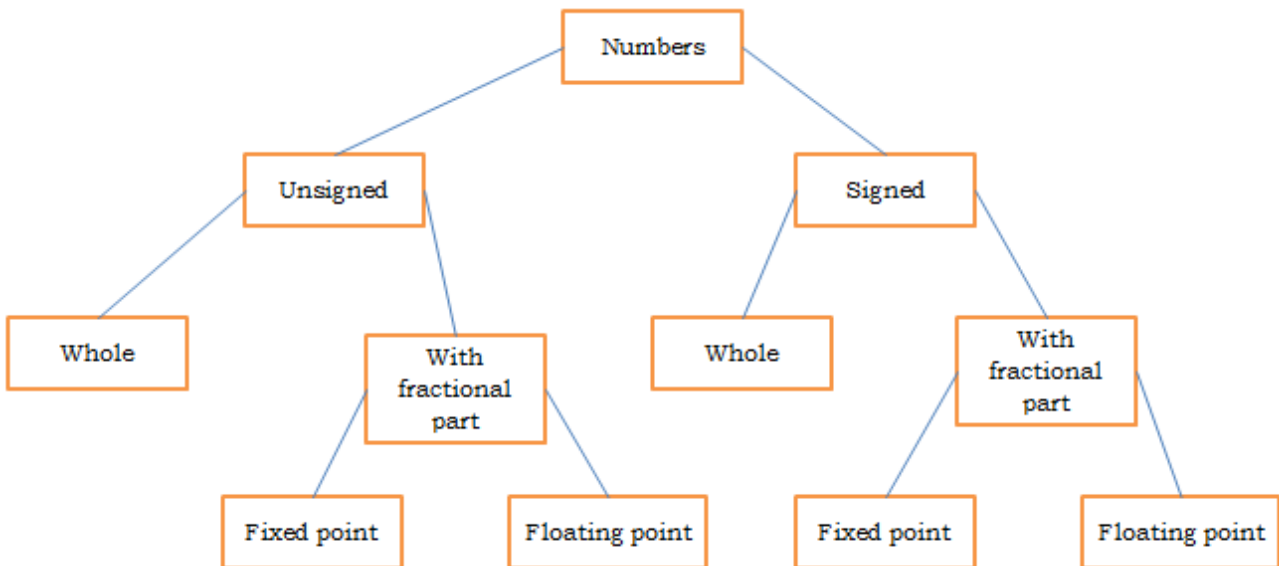 Numbers
Unsigned
Signed
Whole
With
fractional
part
Whole
With
fractional
part
Fixed point
Floating point
Fixed point
Floating point